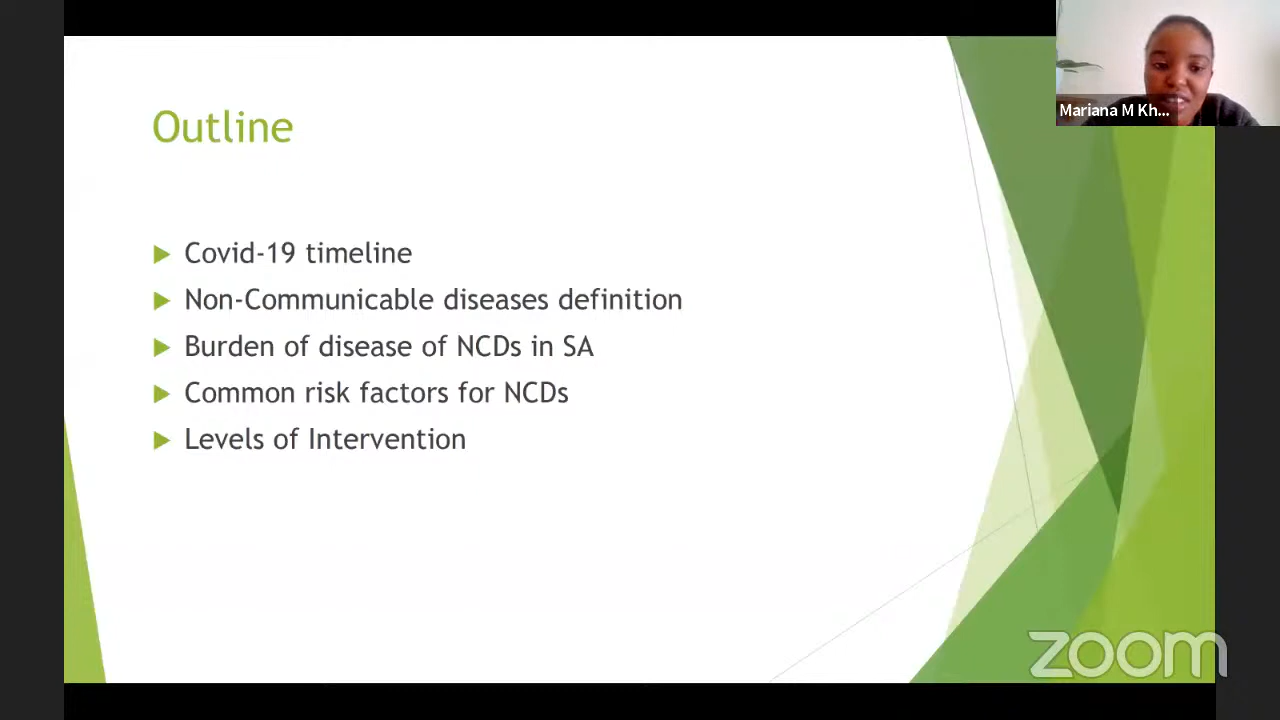 Outline
Covid-19 timeline
Non-Communicable diseases definition
Burden of disease of NCDs in SA
Common risk factors for NCDs
Levels of Intervention
Mariana M Kh...
zoom